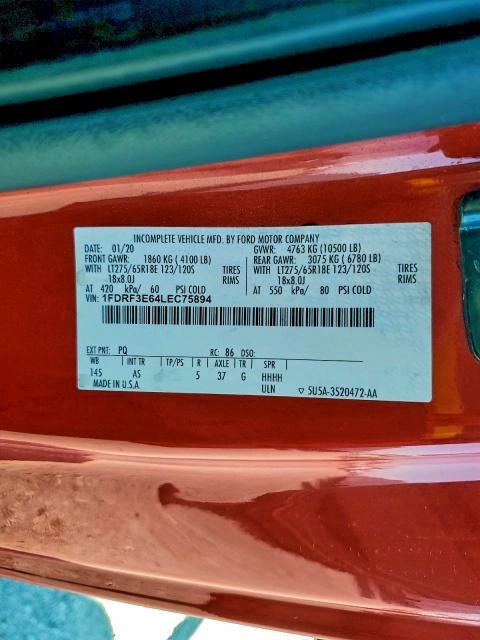 INCOMPLETE VEHICLE MFD. BY FORD MOTOR COMPANY
DATE: 01/20 GVWR: 4763 KG (10500 LB)
FRONT GAWR: 1860 KG ( 4100 LB) REAR GAWR: 3075 KG ( 6780 LB)
WITH LT275/65R18E 123/120S TIRES WITH LT275/65R18E 123/120S TIRES
18x8.0J RIMS 18x8.0J RIMS
AT 420 kPa/ 60 PSI COLD AT 550 kPa/ 80 PSI COLD
VIN: 1FDRF3E64LEC75894
EXT PNT: PQ RC: 86 DSO:
WB INT TR TP/PS R AXLE TR SPR
145 AS 5 37 G HHHH
MADE IN U.S.A. ULN ▽ 5U5A-3520472-AA